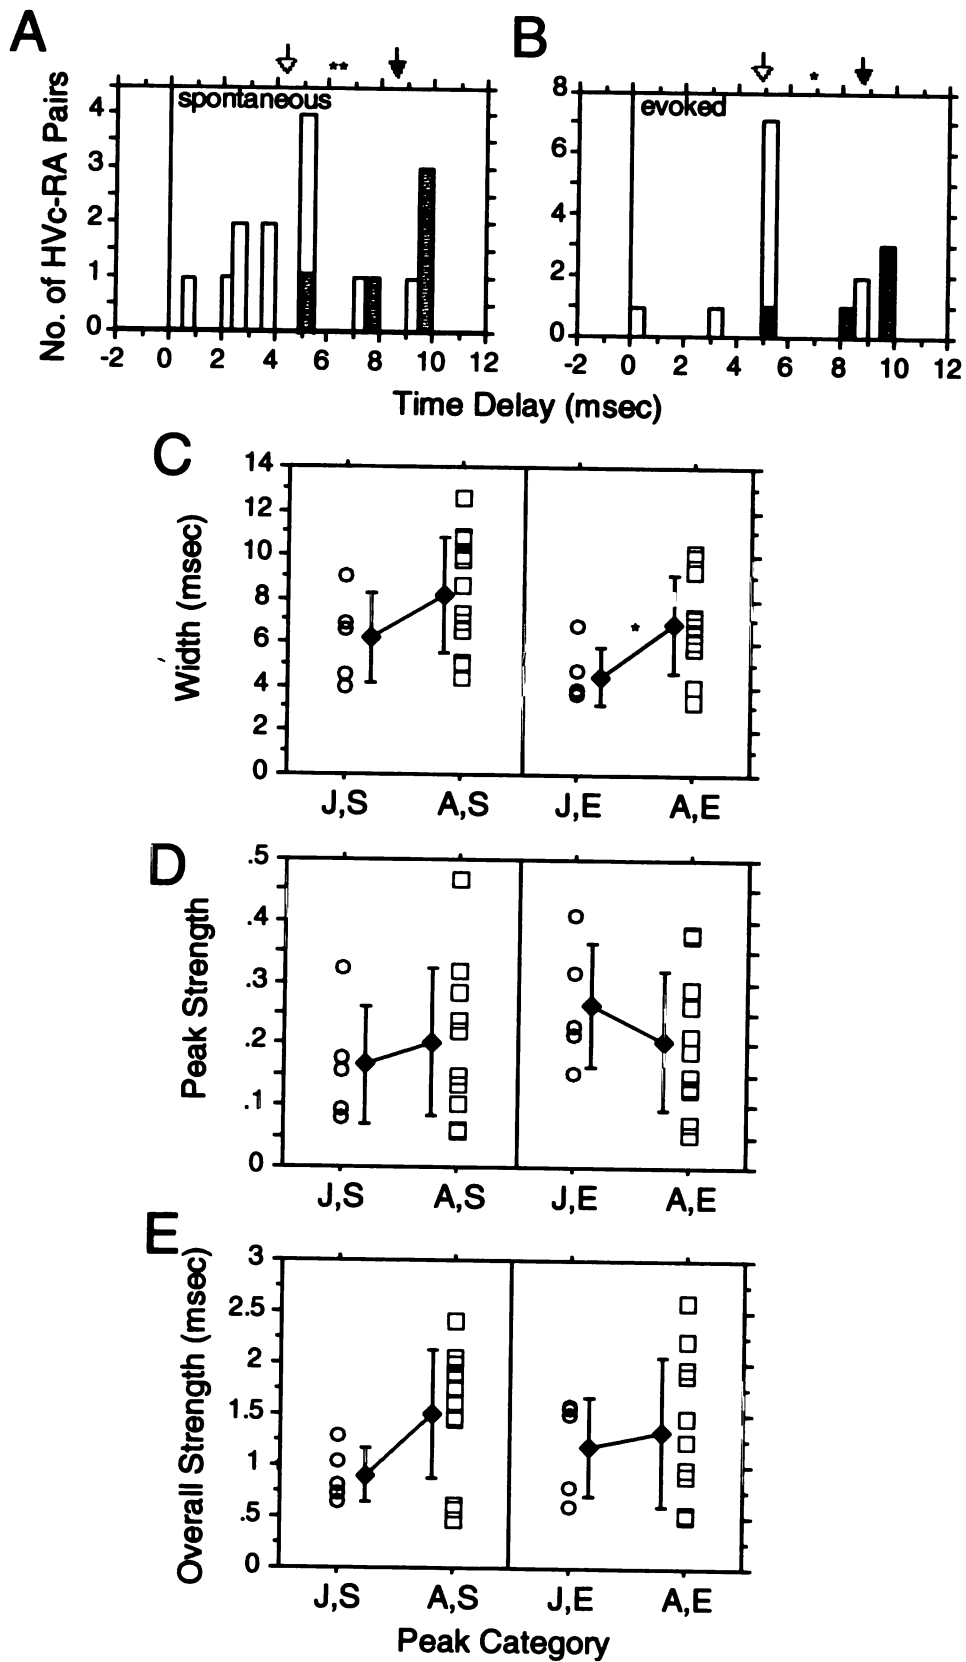 A
B
**
*
spontaneous
evoked
No. of HVc-RA Pairs
4
3
2
1
0
8
6
4
2
0
-2 0 2 4 6 8 10 12
-2 0 2 4 6 8 10 12
Time Delay (msec)
C
Width (msec)
14
12
10
8
6
4
2
0
*
J,S A,S J,E A,E
D
Peak Strength
.5
.4
.3
.2
.1
0
J,S A,S J,E A,E
E
Overall Strength (msec)
3
2.5
2
1.5
1
.5
0
J,S A,S J,E A,E
Peak Category